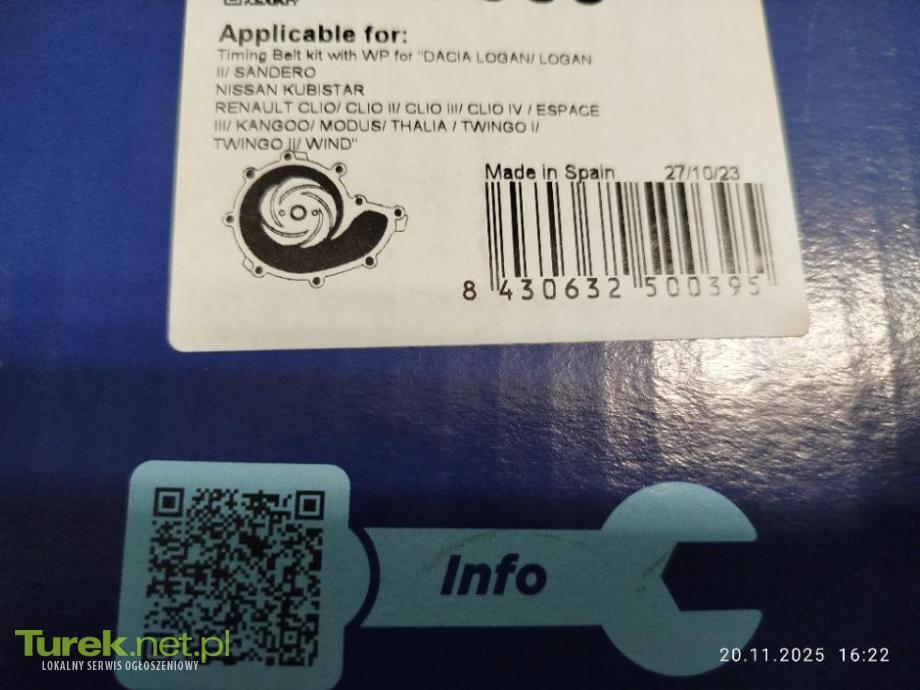 Applicable for:
Timing Belt kit with WP for "DACIA LOGAN/ LOGAN
II/ SANDERO
NISSAN KUBISTAR
RENAULT CLIO/ CLIO II/ CLIO III/ CLIO IV / ESPACE
III/ KANGOO/ MODUS/ THALIA / TWINGO I/
TWINGO II/ WIND"
Made in Spain 27/10/23
8 430632 500395
Info
Turek.net.pl
LOKALNY SERWIS OGŁOSZENIOWY
20.11.2025 16:22